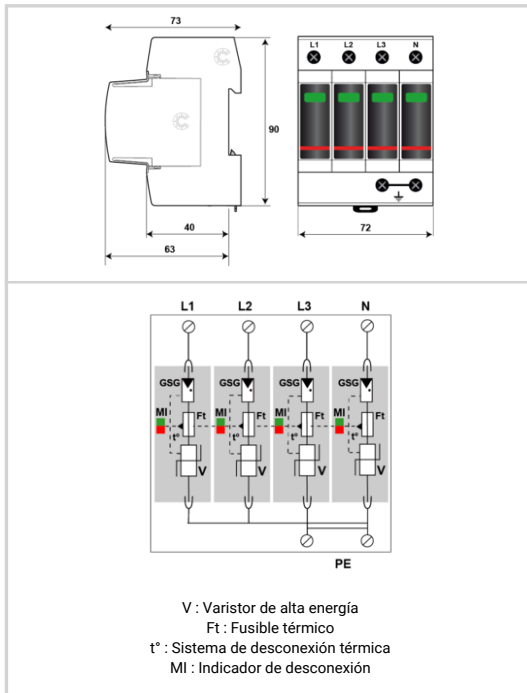 73
L1 L2 L3 N
90
40
63
72
L1 L2 L3 N
GSG GSG GSG GSG
MI Ft MI Ft MI Ft MI Ft
t° t° t° t°
V V V V
PE
V : Varistor de alta energía
Ft : Fusible térmico
t° : Sistema de desconexión térmica
MI : Indicador de desconexión